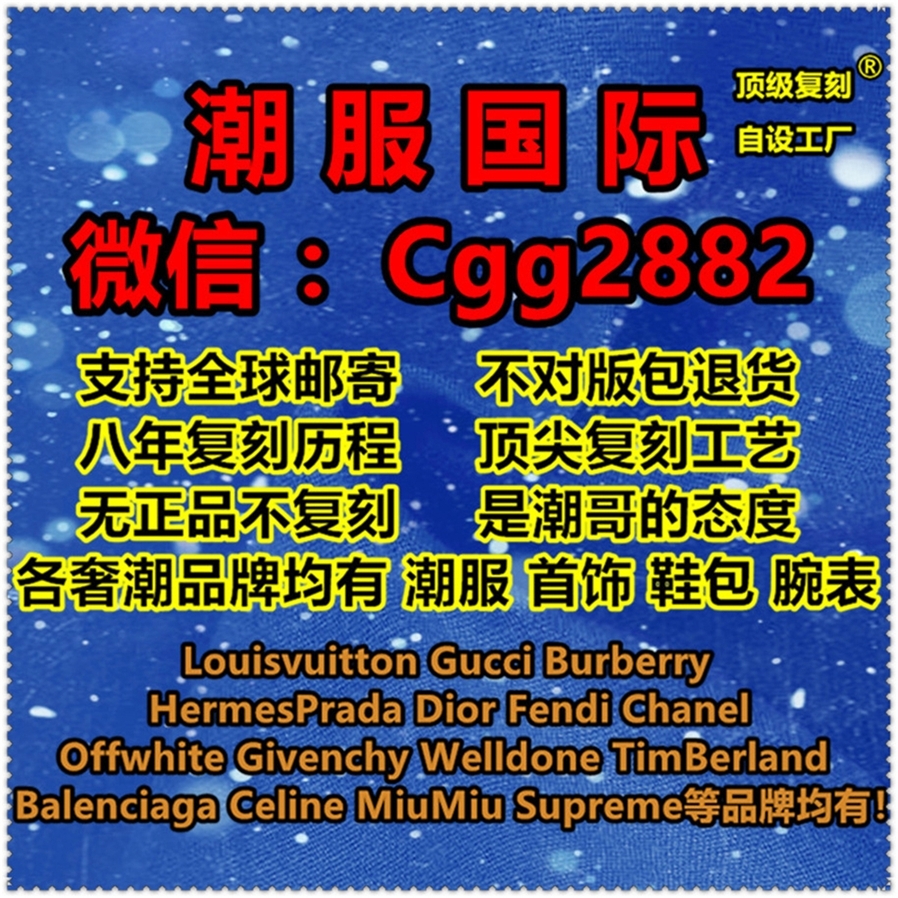 顶级复刻®
自设工厂
潮服国际
微信：Cgg2882
支持全球邮寄 不对版包退货
八年复刻历程 顶尖复刻工艺
无正品不复刻 是潮哥的态度
各奢潮品牌均有 潮服 首饰 鞋包 腕表
Louisvuitton Gucci Burberry
HermesPrada Dior Fendi Chanel
Offwhite Givenchy Welldone TimBerland
Balenciaga Celine MiuMiu Supreme等品牌均有!